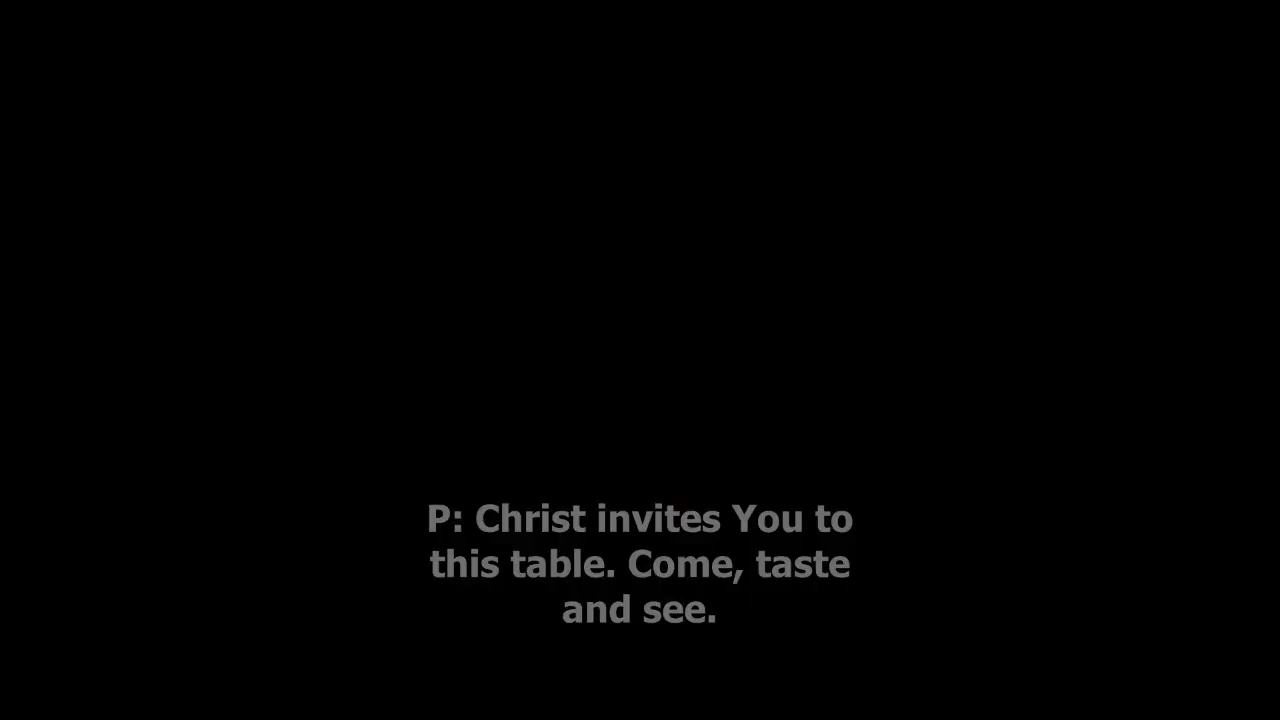 P: Christ invites You to
this table. Come, taste
and see.